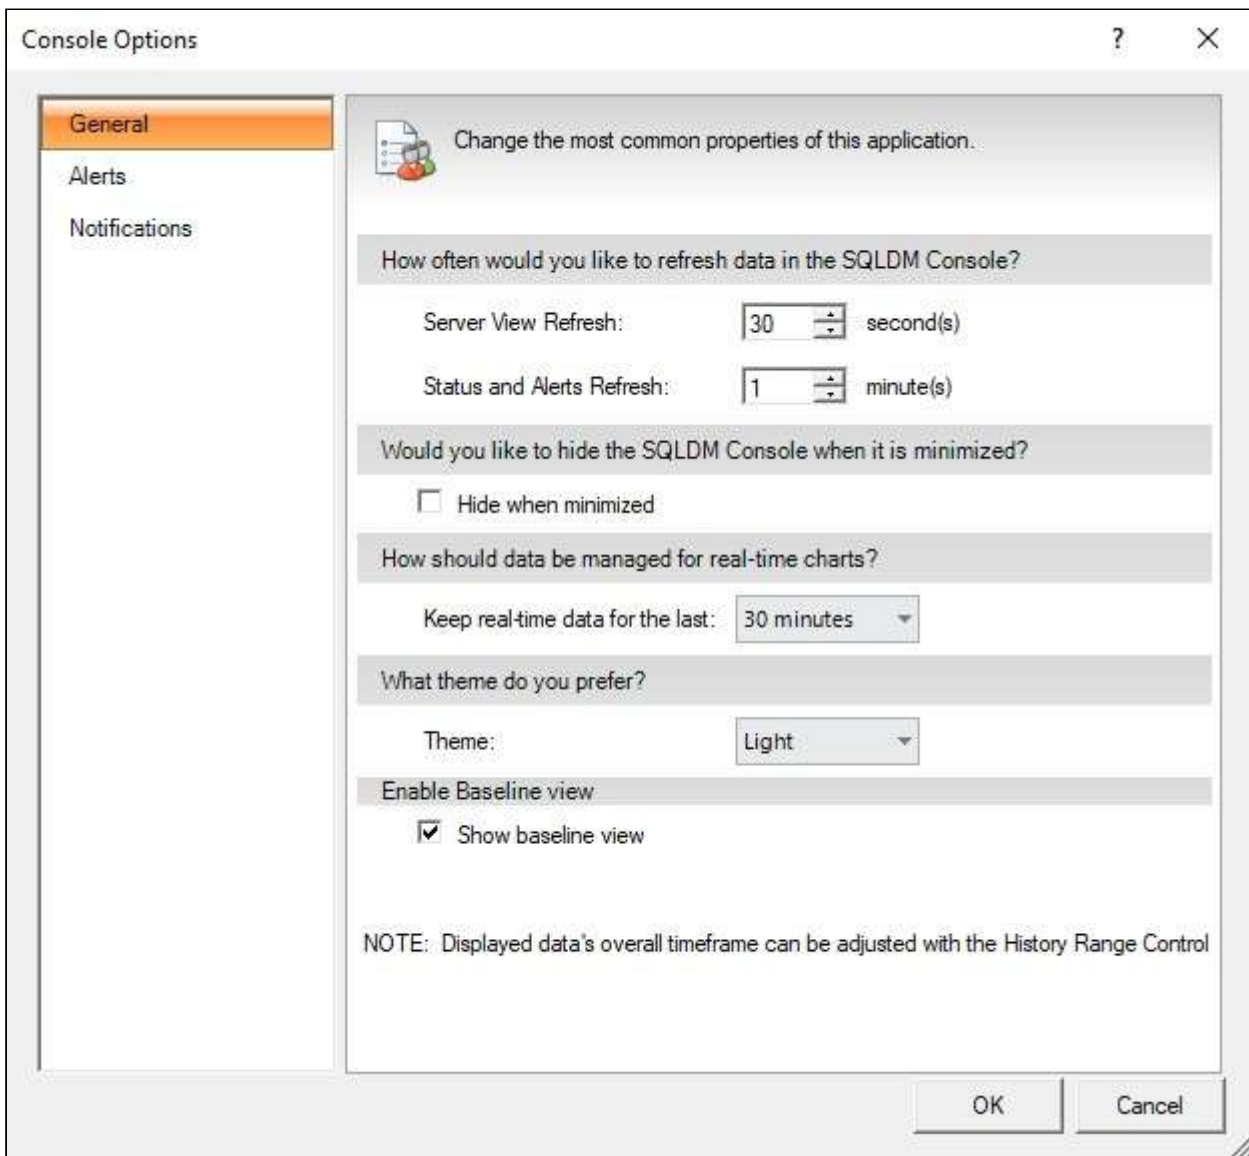 Console Options
?
General
Alerts
Notifications
Change the most common properties of this application.
How often would you like to refresh data in the SQLDM Console?
Server View Refresh: 30 second(s)
Status and Alerts Refresh: 1 minute(s)
Would you like to hide the SQLDM Console when it is minimized?
Hide when minimized
How should data be managed for real-time charts?
Keep real-time data for the last: 30 minutes
What theme do you prefer?
Theme: Light
Enable Baseline view
Show baseline view
NOTE: Displayed data's overall timeframe can be adjusted with the History Range Control
OK
Cancel